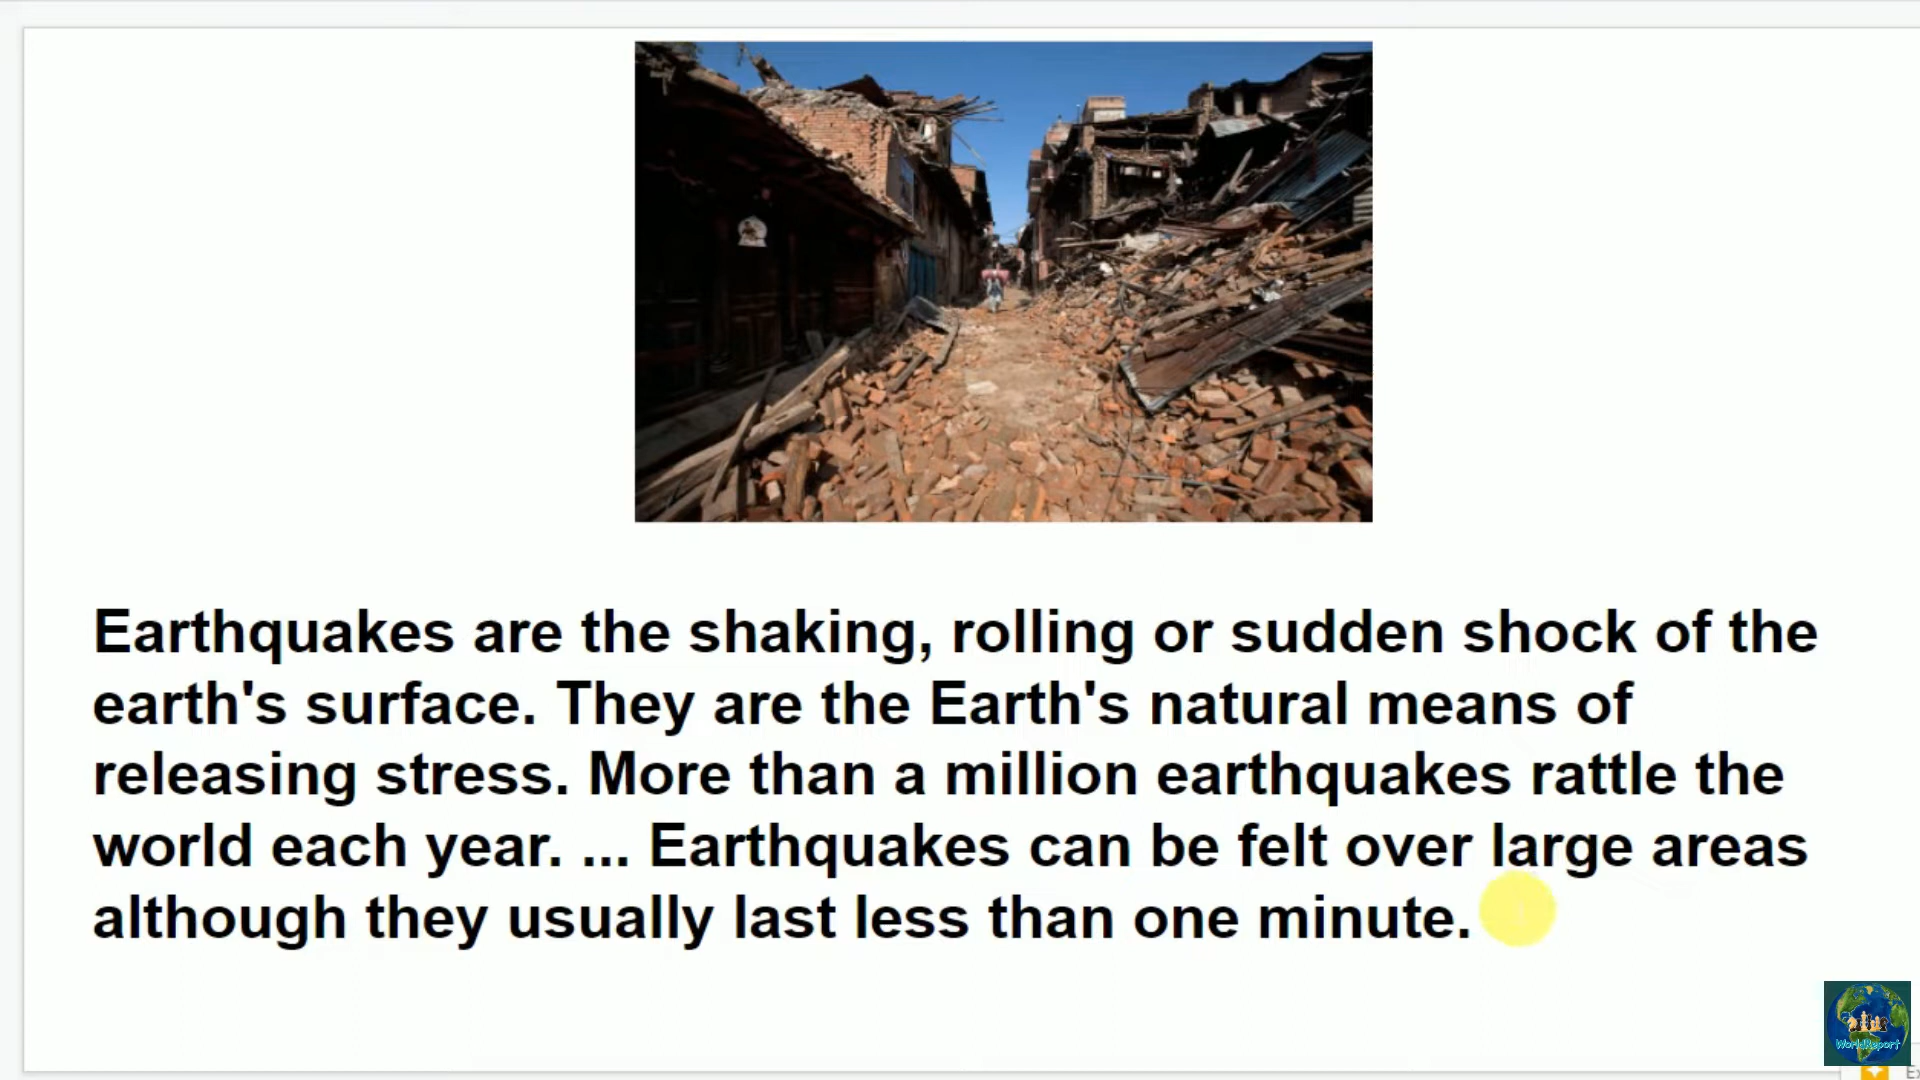 Earthquakes are the shaking, rolling or sudden shock of the
earth's surface. They are the Earth's natural means of
releasing stress. More than a million earthquakes rattle the
world each year. ... Earthquakes can be felt over large areas
although they usually last less than one minute.
WorldReport